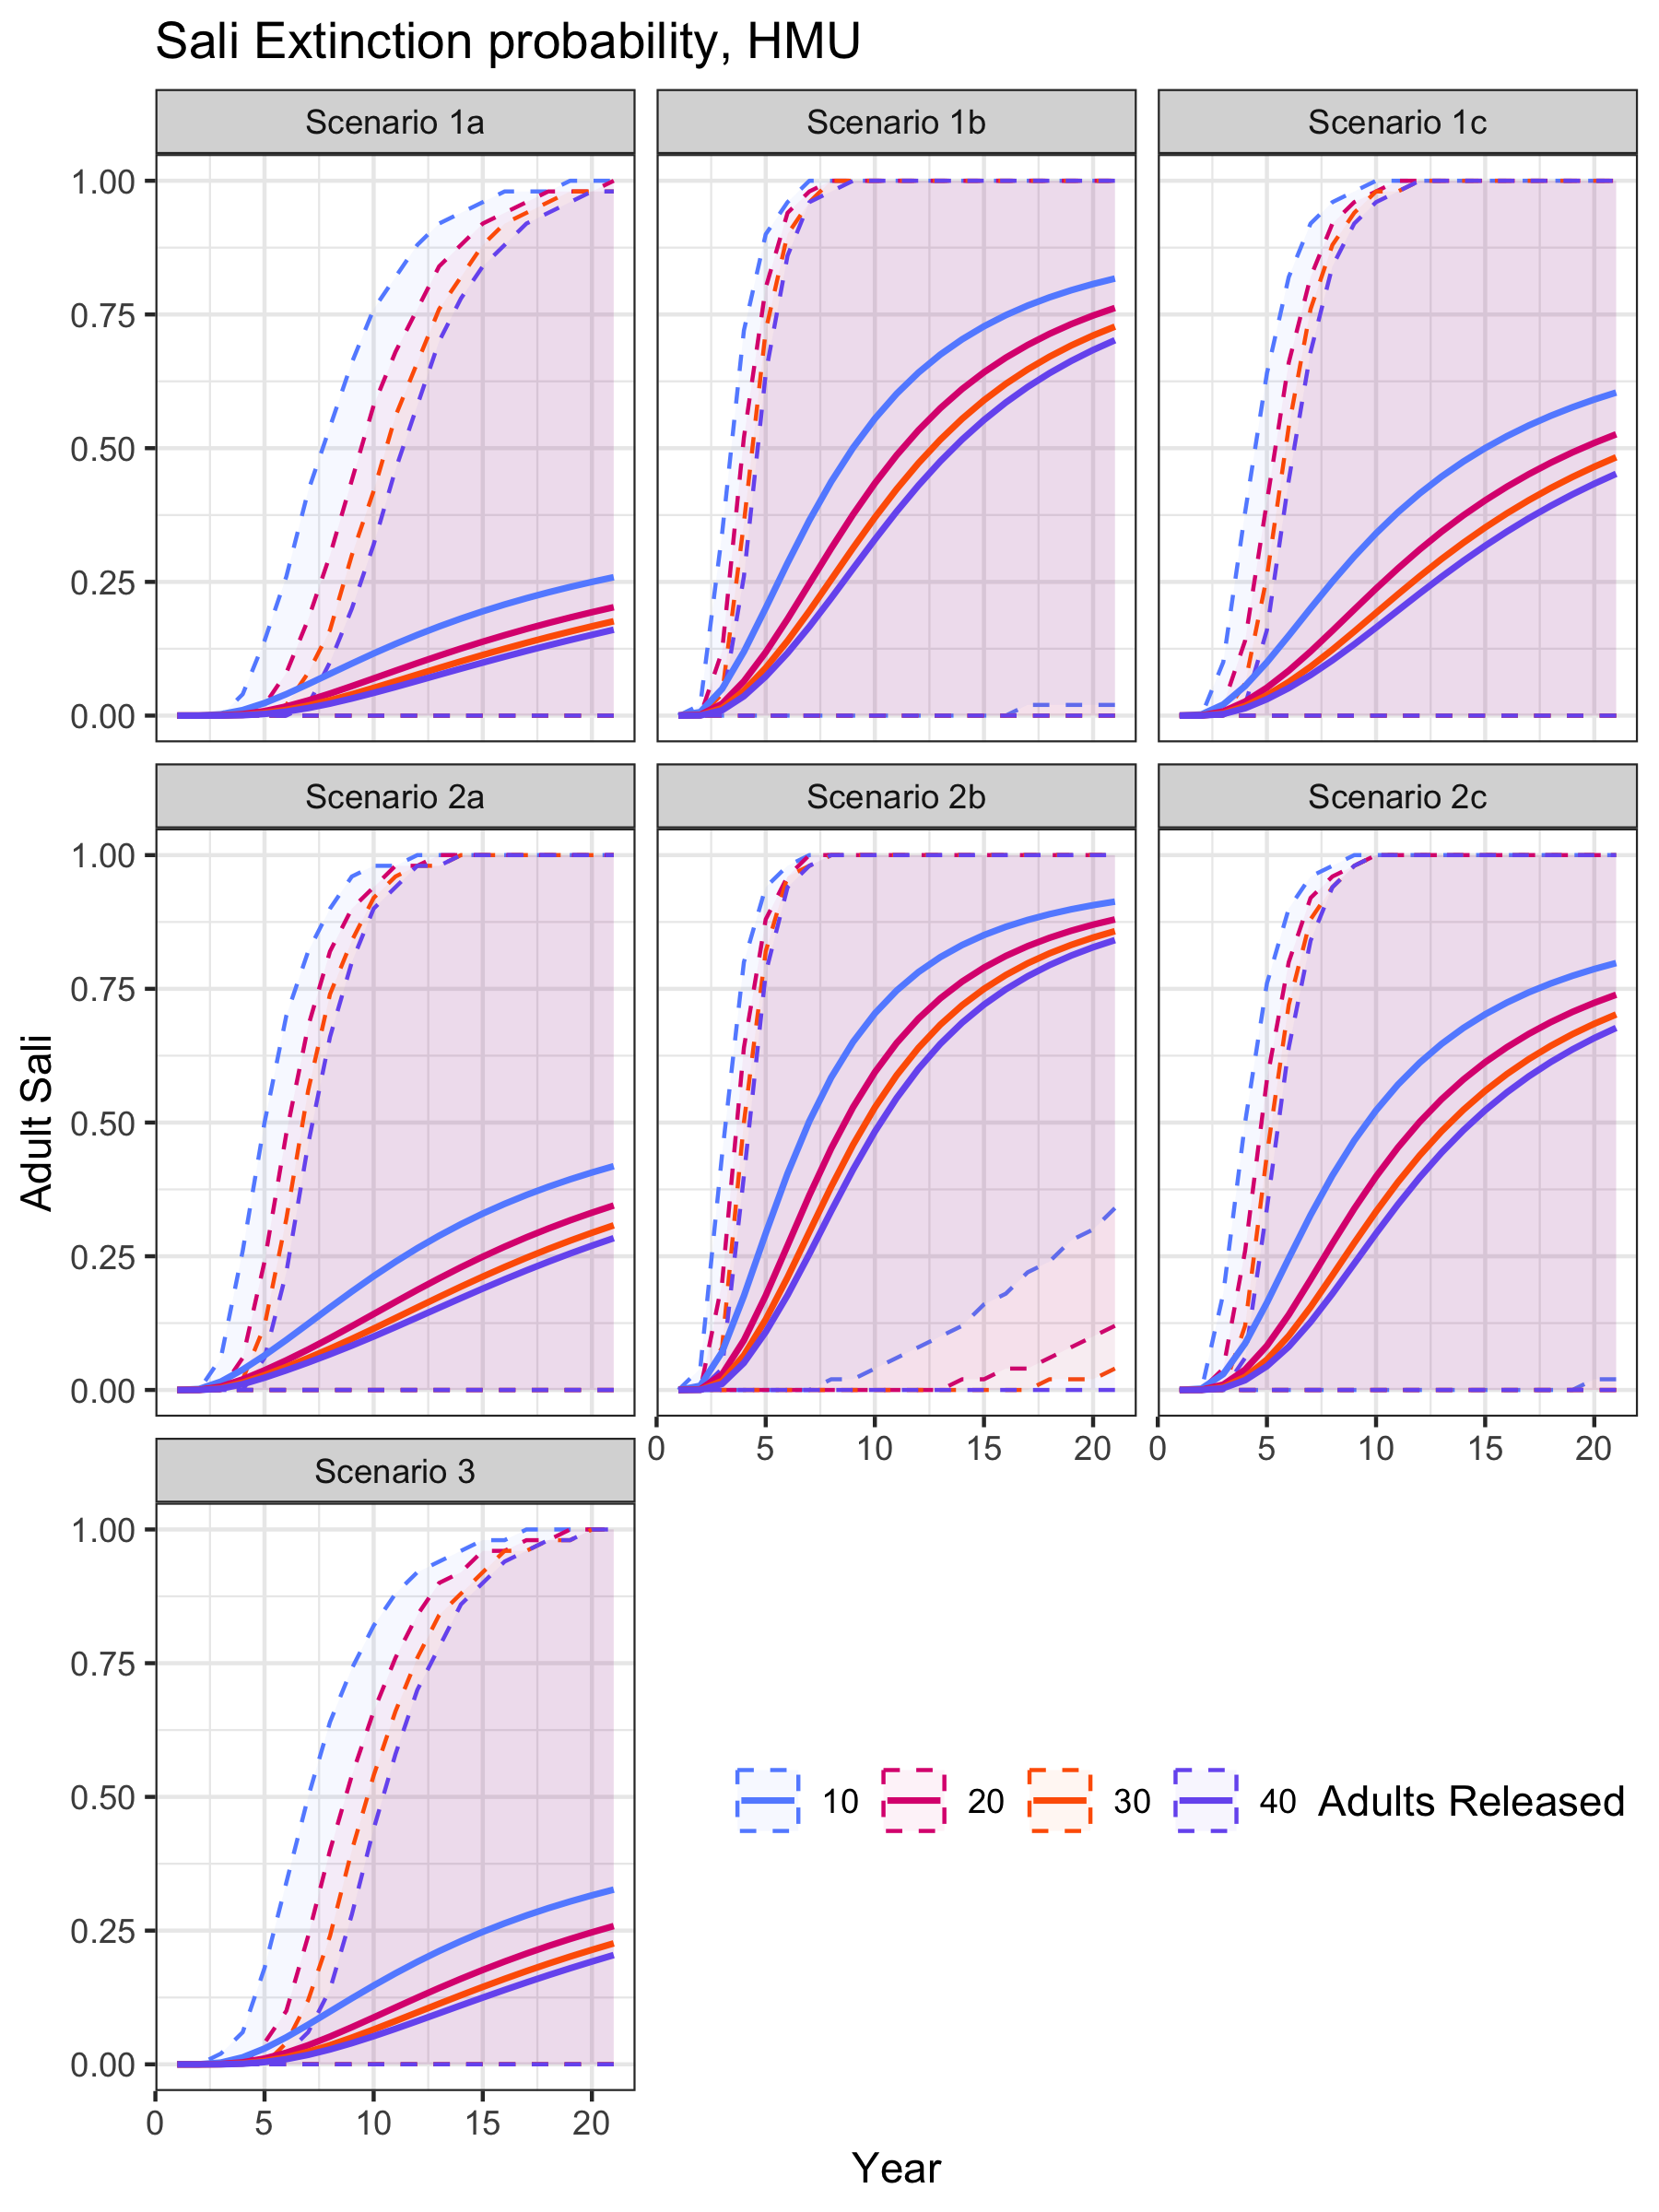 Sali Extinction probability, HMU
Scenario 1a
Scenario 1b
Scenario 1c
1.00
0.75
0.50
0.25
0.00
Scenario 2a
Scenario 2b
Scenario 2c
1.00
0.75
0.50
0.25
0.00
0 5 10 15 20
0 5 10 15 20
Adult Sali
Scenario 3
1.00
0.75
0.50
0.25
0.00
0 5 10 15 20
10 20 30 40 Adults Released
Year